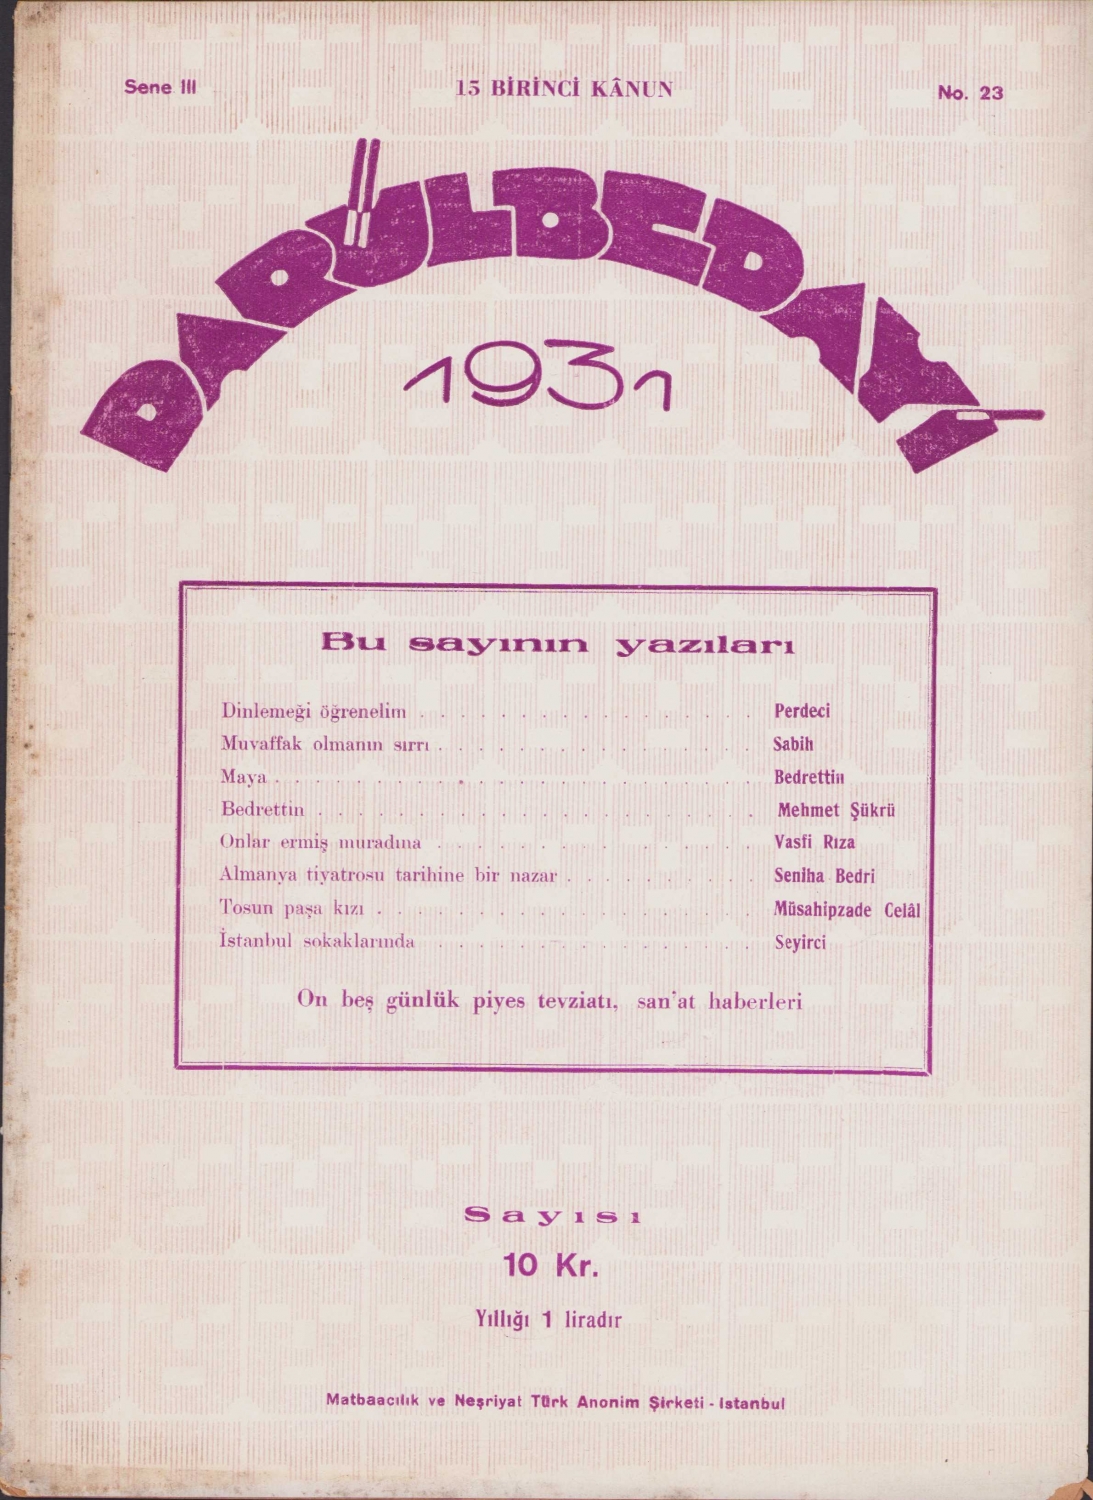 Sene III 15 BİRİNCİ KÂNUN No. 23
DARÜLBEDAYİ
1931
Bu sayının yazıları
Dinlemeği öğrenelim . . . . . . . . . . . . . . . . Perdeci
Muvaffak olmanın sırrı . . . . . . . . . . . . . . . Sabih
Maya . . . . . . . . . . . . . . . . . . . . . . . . Bedrettin
Bedrettin . . . . . . . . . . . . . . . . . . . . . Mehmet Şükrü
Onlar ermiş muradına . . . . . . . . . . . . . . . Vasfi Rıza
Almanya tiyatrosu tarihine bir nazar . . . . . . . . . Seniha Bedri
Tosun paşa kızı . . . . . . . . . . . . . . . . . . Müsahipzade Celâl
İstanbul sokaklarında . . . . . . . . . . . . . . . Seyirci
On beş günlük piyes tevziatı, san'at haberleri
Sayısı
10 Kr.
Yıllığı 1 liradır
Matbaacılık ve Neşriyat Türk Anonim Şirketi - Istanbul